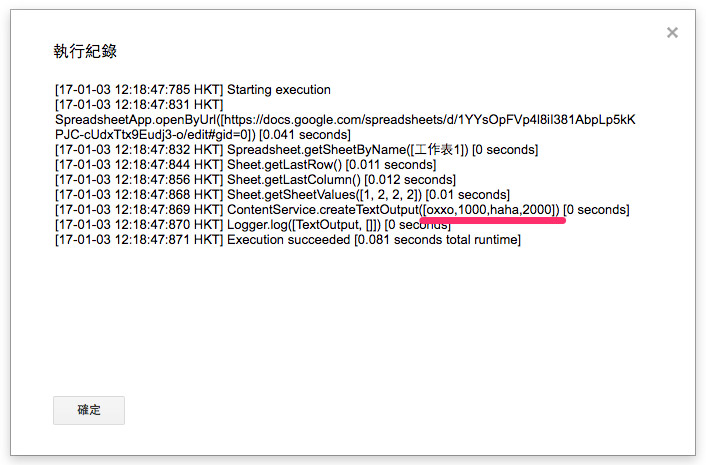 執行紀錄
×
[17-01-03 12:18:47:785 HKT] Starting execution
[17-01-03 12:18:47:831 HKT]
SpreadsheetApp.openByUrl([https://docs.google.com/spreadsheets/d/1YYsOpFVp4l8iI381AbpLp5kK
PJC-cUdxTtx9Eudj3-o/edit#gid=0]) [0.041 seconds]
[17-01-03 12:18:47:832 HKT] Spreadsheet.getSheetByName([工作表1]) [0 seconds]
[17-01-03 12:18:47:844 HKT] Sheet.getLastRow() [0.011 seconds]
[17-01-03 12:18:47:856 HKT] Sheet.getLastColumn() [0.012 seconds]
[17-01-03 12:18:47:868 HKT] Sheet.getSheetValues([1, 2, 2, 2]) [0.01 seconds]
[17-01-03 12:18:47:869 HKT] ContentService.createTextOutput([oxxo,1000,haha,2000]) [0 seconds]
[17-01-03 12:18:47:870 HKT] Logger.log([TextOutput, []]) [0 seconds]
[17-01-03 12:18:47:871 HKT] Execution succeeded [0.081 seconds total runtime]
確定